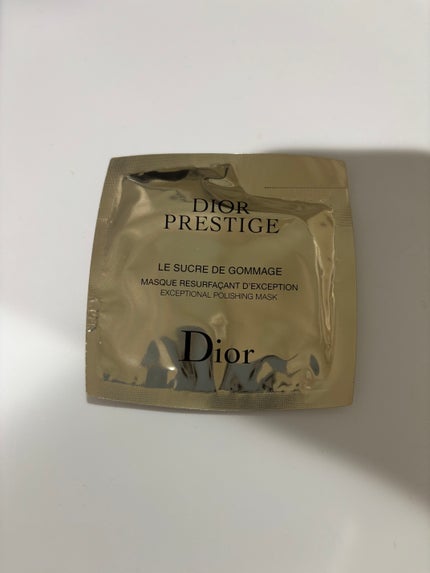 DIOR
PRESTIGE
LE SUCRE DE GOMMAGE
MASQUE RESURFAÇANT D'EXCEPTION
EXCEPTIONAL POLISHING MASK
Dior